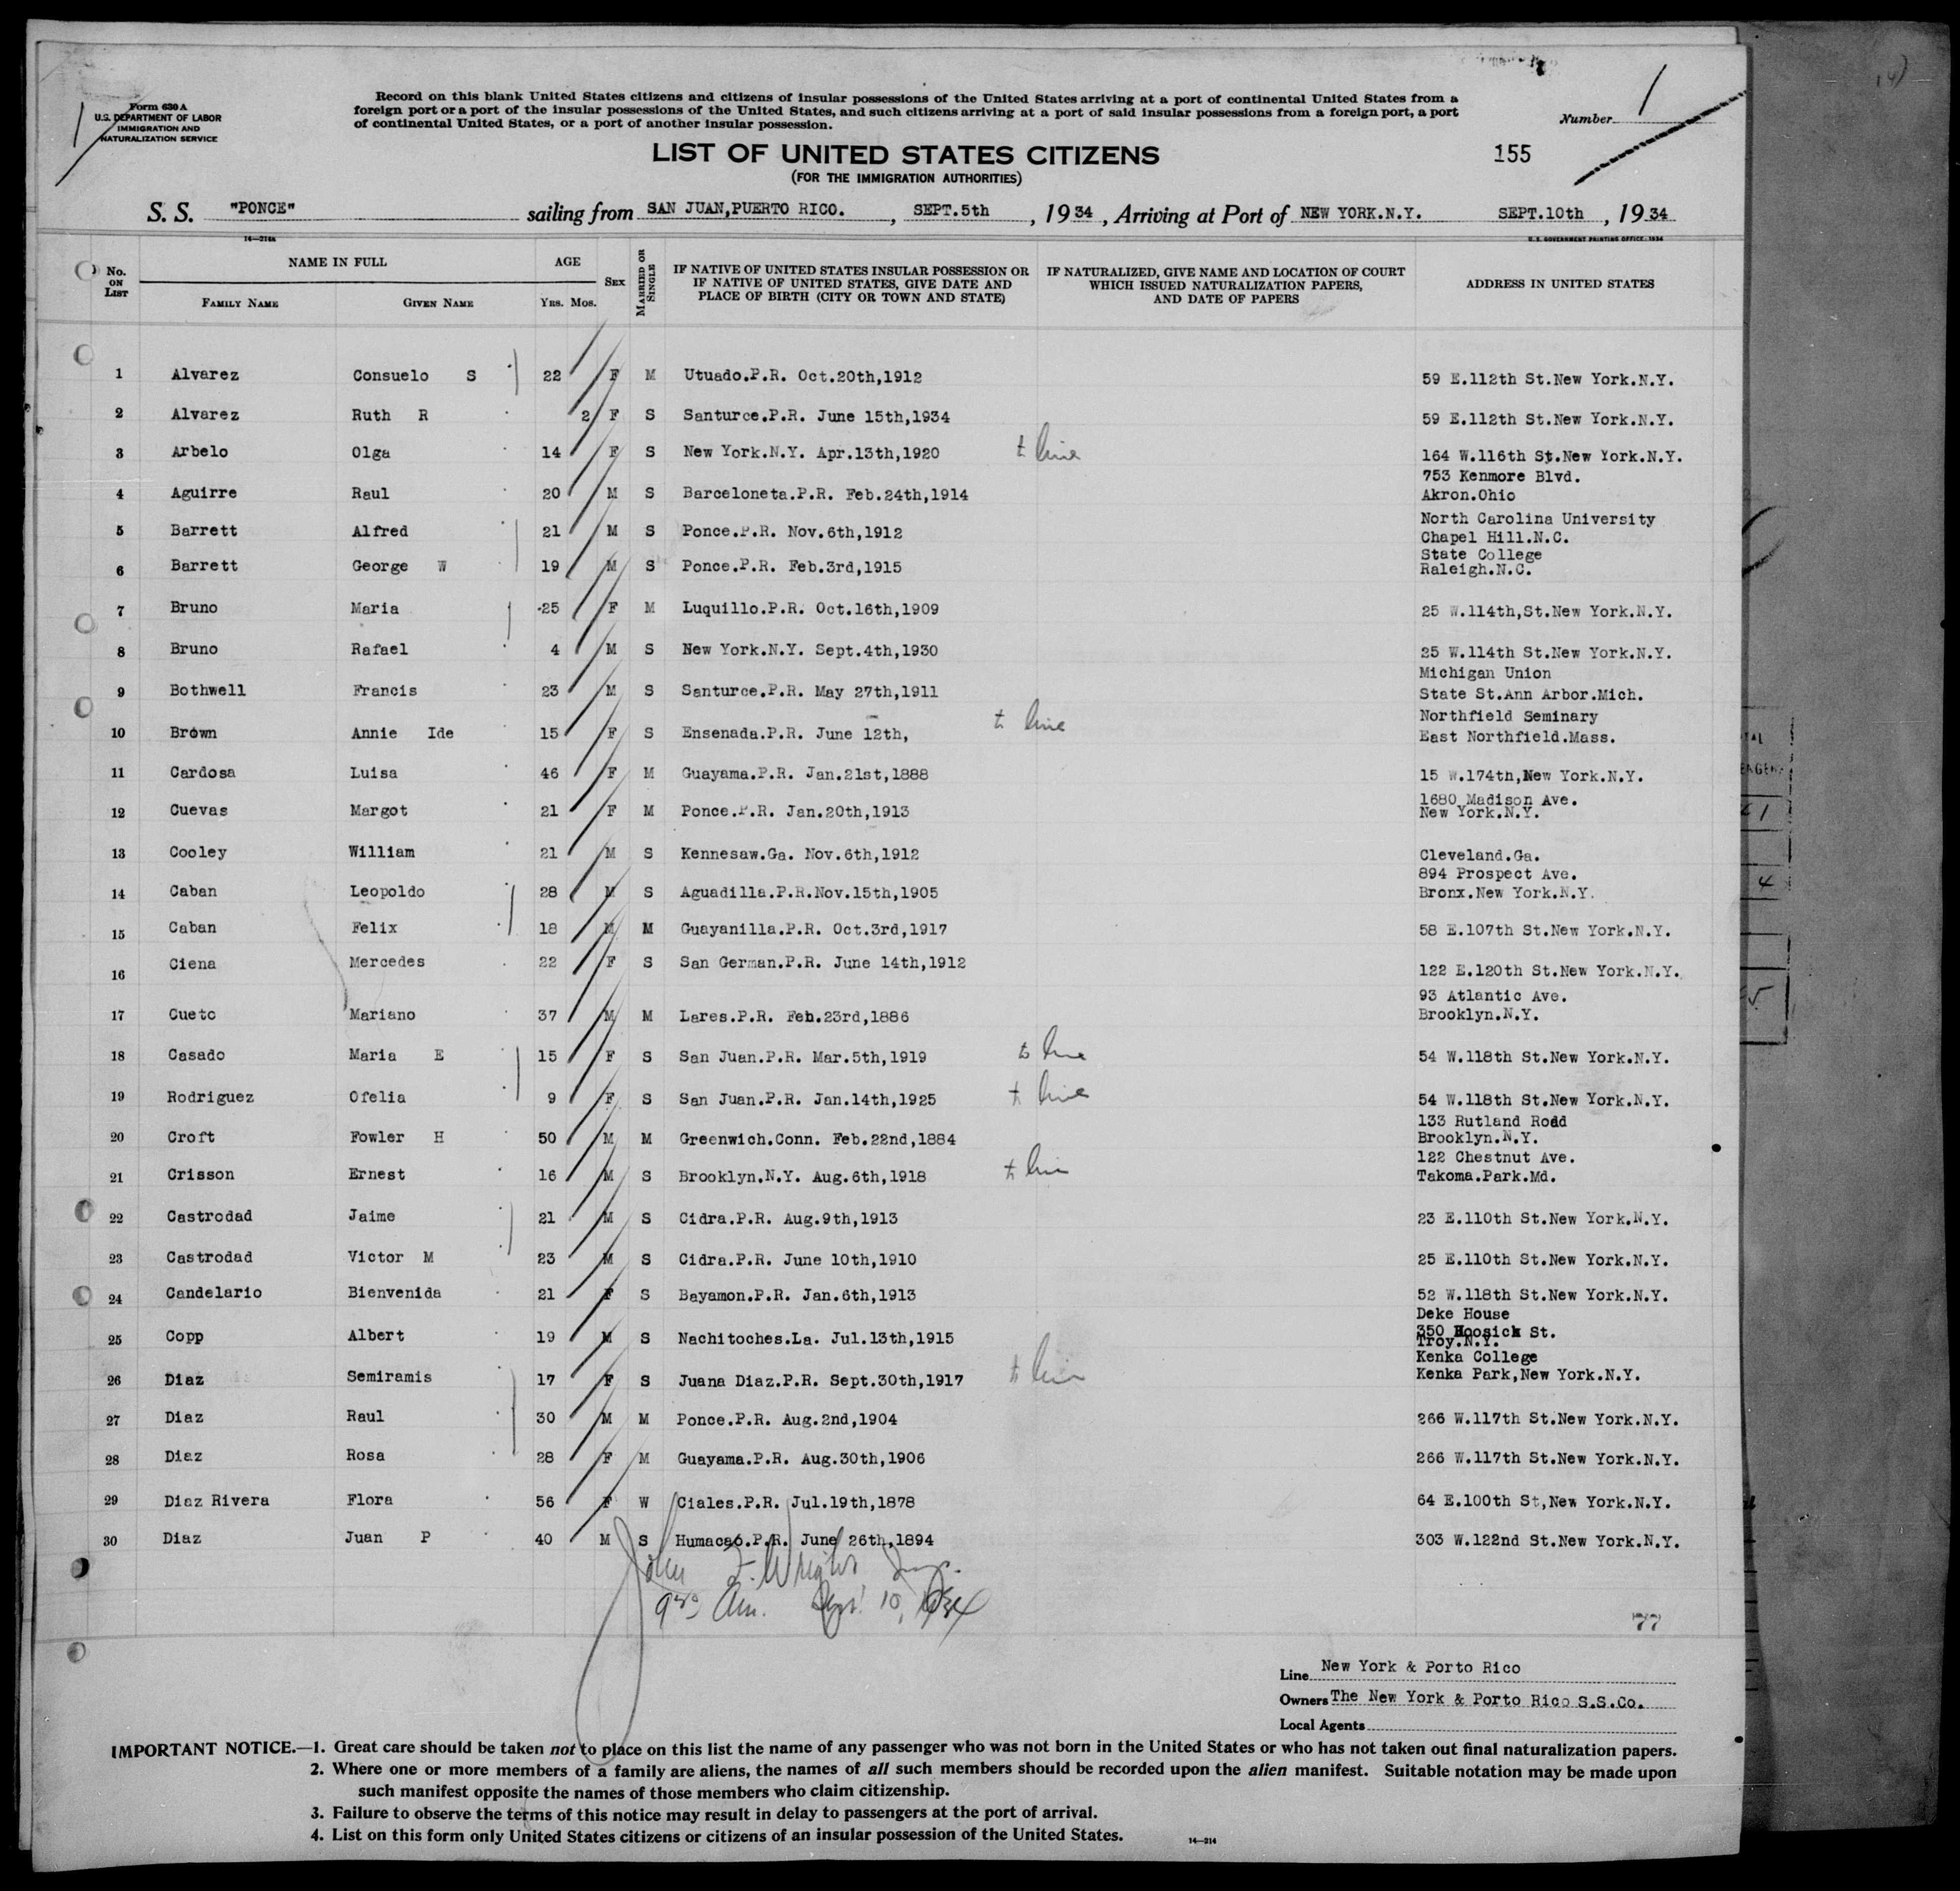 Form 630 A
U.S. DEPARTMENT OF LABOR
IMMIGRATION AND
NATURALIZATION SERVICE
Record on this blank United States citizens and citizens of insular possessions of the United States arriving at a port of continental United States from a
foreign port or a port of the insular possessions of the United States, and such citizens arriving at a port of said insular possessions from a foreign port, a port
of continental United States, or a port of another insular possession.
Number 1
LIST OF UNITED STATES CITIZENS
(FOR THE IMMIGRATION AUTHORITIES)
155
S. S. "PONCE" sailing from SAN JUAN,PUERTO RICO. , SEPT.5th , 1934 , Arriving at Port of NEW YORK.N.Y. SEPT.10th , 1934
14—214a
U. S. GOVERNMENT PRINTING OFFICE: 1934
No. ON LIST
NAME IN FULL
FAMILY NAME GIVEN NAME
AGE
YRS. MOS.
SEX
MARRIED OR SINGLE
IF NATIVE OF UNITED STATES INSULAR POSSESSION OR
IF NATIVE OF UNITED STATES, GIVE DATE AND
PLACE OF BIRTH (CITY OR TOWN AND STATE)
IF NATURALIZED, GIVE NAME AND LOCATION OF COURT
WHICH ISSUED NATURALIZATION PAPERS,
AND DATE OF PAPERS
ADDRESS IN UNITED STATES
1 Alvarez Consuelo S 22 F M Utuado.P.R. Oct.20th,1912 59 E.112th St.New York.N.Y.
2 Alvarez Ruth R 2 F S Santurce.P.R. June 15th,1934 59 E.112th St.New York.N.Y.
3 Arbelo Olga 14 F S New York.N.Y. Apr.13th,1920 164 W.116th St.New York.N.Y.
4 Aguirre Raul 20 M S Barceloneta.P.R. Feb.24th,1914 753 Kenmore Blvd.
Akron.Ohio
5 Barrett Alfred 21 M S Ponce.P.R. Nov.6th,1912 North Carolina University
Chapel Hill.N.C.
6 Barrett George W 19 M S Ponce.P.R. Feb.3rd,1915 State College
Raleigh.N.C.
7 Bruno Maria 25 F M Luquillo.P.R. Oct.16th,1909 25 W.114th,St.New York.N.Y.
8 Bruno Rafael 4 M S New York.N.Y. Sept.4th,1930 25 W.114th St.New York.N.Y.
9 Bothwell Francis 23 M S Santurce.P.R. May 27th,1911 Michigan Union
State St.Ann Arbor.Mich.
10 Brown Annie Ide 15 F S Ensenada.P.R. June 12th, Northfield Seminary
East Northfield.Mass.
11 Cardosa Luisa 46 F M Guayama.P.R. Jan.21st,1888 15 W.174th,New York.N.Y.
12 Cuevas Margot 21 F M Ponce.P.R. Jan.20th,1913 1680 Madison Ave.
New York.N.Y.
13 Cooley William 21 M S Kennesaw.Ga. Nov.6th,1912 Cleveland.Ga.
14 Caban Leopoldo 28 M S Aguadilla.P.R.Nov.15th,1905 894 Prospect Ave.
Bronx.New York.N.Y.
15 Caban Felix 18 M M Guayanilla.P.R. Oct.3rd,1917 58 E.107th St.New York.N.Y.
16 Ciena Mercedes 22 F S San German.P.R. June 14th,1912 122 E.120th St.New York.N.Y.
17 Cueto Mariano 37 M M Lares.P.R. Feb.23rd,1886 93 Atlantic Ave.
Brooklyn.N.Y.
18 Casado Maria E 15 F S San Juan.P.R. Mar.5th,1919 54 W.118th St.New York.N.Y.
19 Rodriguez Ofelia 9 F S San Juan.P.R. Jan.14th,1925 54 W.118th St.New York.N.Y.
20 Croft Fowler H 50 M M Greenwich.Conn. Feb.22nd,1884 133 Rutland Rodd
Brooklyn.N.Y.
21 Crisson Ernest 16 M S Brooklyn.N.Y. Aug.6th,1918 122 Chestnut Ave.
Takoma.Park.Md.
22 Castrodad Jaime 21 M S Cidra.P.R. Aug.9th,1913 23 E.110th St.New York.N.Y.
23 Castrodad Victor M 23 M S Cidra.P.R. June 10th,1910 25 E.110th St.New York.N.Y.
24 Candelario Bienvenida 21 F S Bayamon.P.R. Jan.6th,1913 52 W.118th St.New York.N.Y.
25 Copp Albert 19 M S Nachitoches.La. Jul.13th,1915 Deke House
350 Hoosick St.
Troy.N.Y.
26 Diaz Semiramis 17 F S Juana Diaz.P.R. Sept.30th,1917 Kenka College
Kenka Park,New York.N.Y.
27 Diaz Raul 30 M M Ponce.P.R. Aug.2nd,1904 266 W.117th St.New York.N.Y.
28 Diaz Rosa 28 F M Guayama.P.R. Aug.30th,1906 266 W.117th St.New York.N.Y.
29 Diaz Rivera Flora 56 F W Ciales.P.R. Jul.19th,1878 64 E.100th St,New York.N.Y.
30 Diaz Juan P 40 M S Humacao.P.R. June 26th,1894 303 W.122nd St.New York.N.Y.
John F. Wright Insp.
Sept 10, 1934
77
Line New York & Porto Rico
Owners The New York & Porto Rico S.S.Co.
Local Agents
IMPORTANT NOTICE.—1. Great care should be taken not to place on this list the name of any passenger who was not born in the United States or who has not taken out final naturalization papers.
2. Where one or more members of a family are aliens, the names of all such members should be recorded upon the alien manifest. Suitable notation may be made upon
such manifest opposite the names of those members who claim citizenship.
3. Failure to observe the terms of this notice may result in delay to passengers at the port of arrival.
4. List on this form only United States citizens or citizens of an insular possession of the United States.
14—214